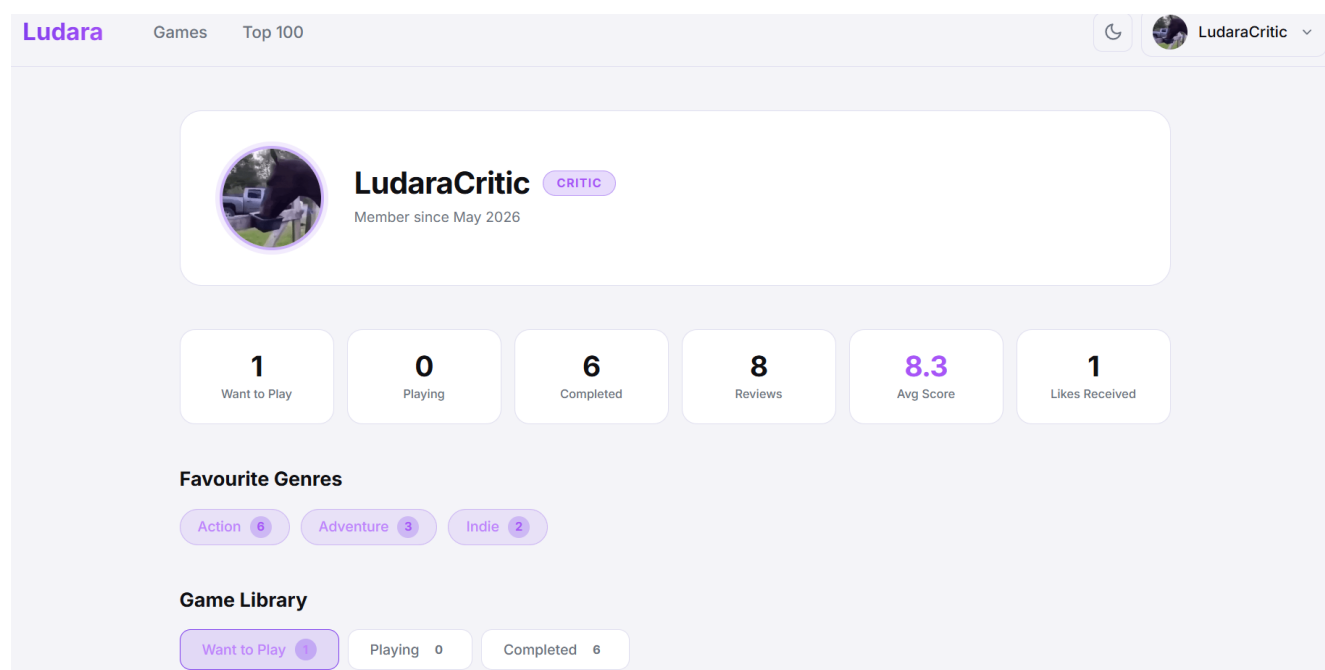 Ludara Games Top 100 LudaraCritic
LudaraCritic CRITIC
Member since May 2026
1 0 6 8 8.3 1
Want to Play Playing Completed Reviews Avg Score Likes Received
Favourite Genres
Action 6 Adventure 3 Indie 2
Game Library
Want to Play 1 Playing 0 Completed 6